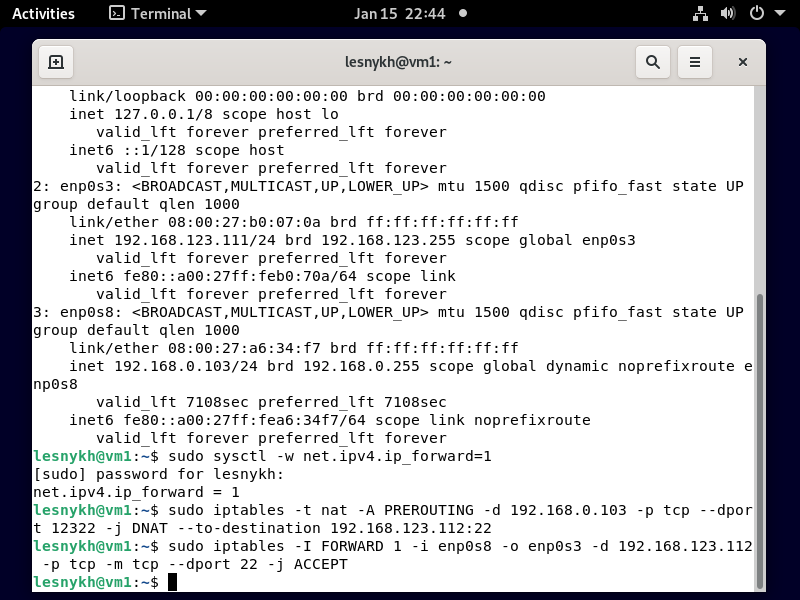 Activities Terminal Jan 15 22:44
lesnykh@vm1: ~
link/loopback 00:00:00:00:00:00 brd 00:00:00:00:00:00
inet 127.0.0.1/8 scope host lo
valid_lft forever preferred_lft forever
inet6 ::1/128 scope host
valid_lft forever preferred_lft forever
2: enp0s3: <BROADCAST,MULTICAST,UP,LOWER_UP> mtu 1500 qdisc pfifo_fast state UP
group default qlen 1000
link/ether 08:00:27:b0:07:0a brd ff:ff:ff:ff:ff:ff
inet 192.168.123.111/24 brd 192.168.123.255 scope global enp0s3
valid_lft forever preferred_lft forever
inet6 fe80::a00:27ff:feb0:70a/64 scope link
valid_lft forever preferred_lft forever
3: enp0s8: <BROADCAST,MULTICAST,UP,LOWER_UP> mtu 1500 qdisc pfifo_fast state UP
group default qlen 1000
link/ether 08:00:27:a6:34:f7 brd ff:ff:ff:ff:ff:ff
inet 192.168.0.103/24 brd 192.168.0.255 scope global dynamic noprefixroute e
np0s8
valid_lft 7108sec preferred_lft 7108sec
inet6 fe80::a00:27ff:fea6:34f7/64 scope link noprefixroute
valid_lft forever preferred_lft forever
lesnykh@vm1:~$ sudo sysctl -w net.ipv4.ip_forward=1
[sudo] password for lesnykh:
net.ipv4.ip_forward = 1
lesnykh@vm1:~$ sudo iptables -t nat -A PREROUTING -d 192.168.0.103 -p tcp --dpor
t 12322 -j DNAT --to-destination 192.168.123.112:22
lesnykh@vm1:~$ sudo iptables -I FORWARD 1 -i enp0s8 -o enp0s3 -d 192.168.123.112
-p tcp -m tcp --dport 22 -j ACCEPT
lesnykh@vm1:~$